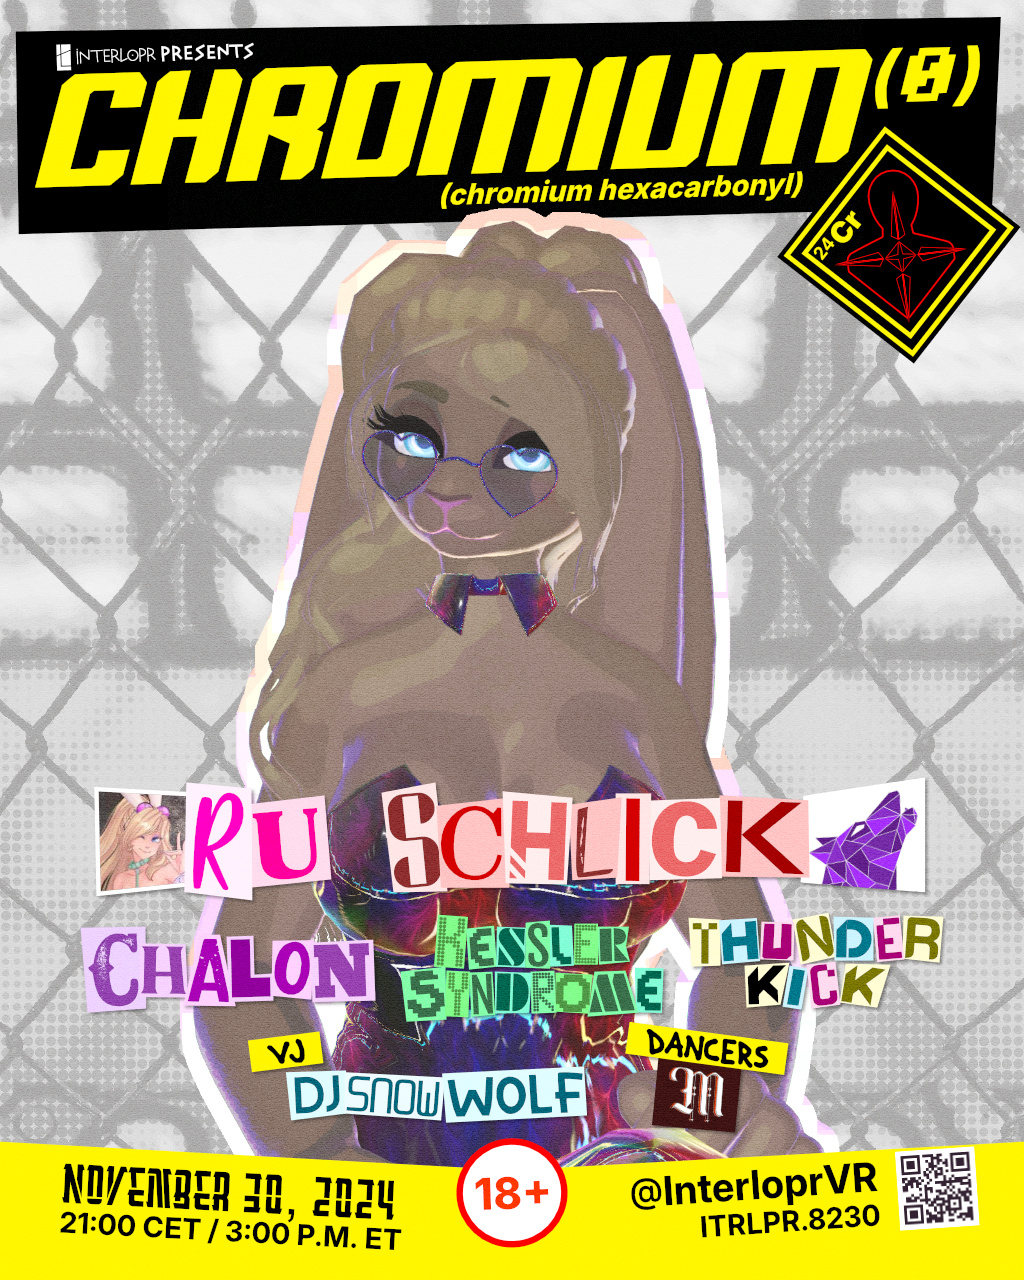 INTERLOPR PRESENTS
CHROMIUM(0)
(chromium hexacarbonyl)
24Cr
RU SCHLICK
CHALON
KESSLER
SYNDROME
THUNDER
KICK
VJ
DJ SNOW WOLF
DANCERS
M
NOVEMBER 30, 2024
21:00 CET / 3:00 P.M. ET
18+
@InterloprVR
ITRLPR.8230